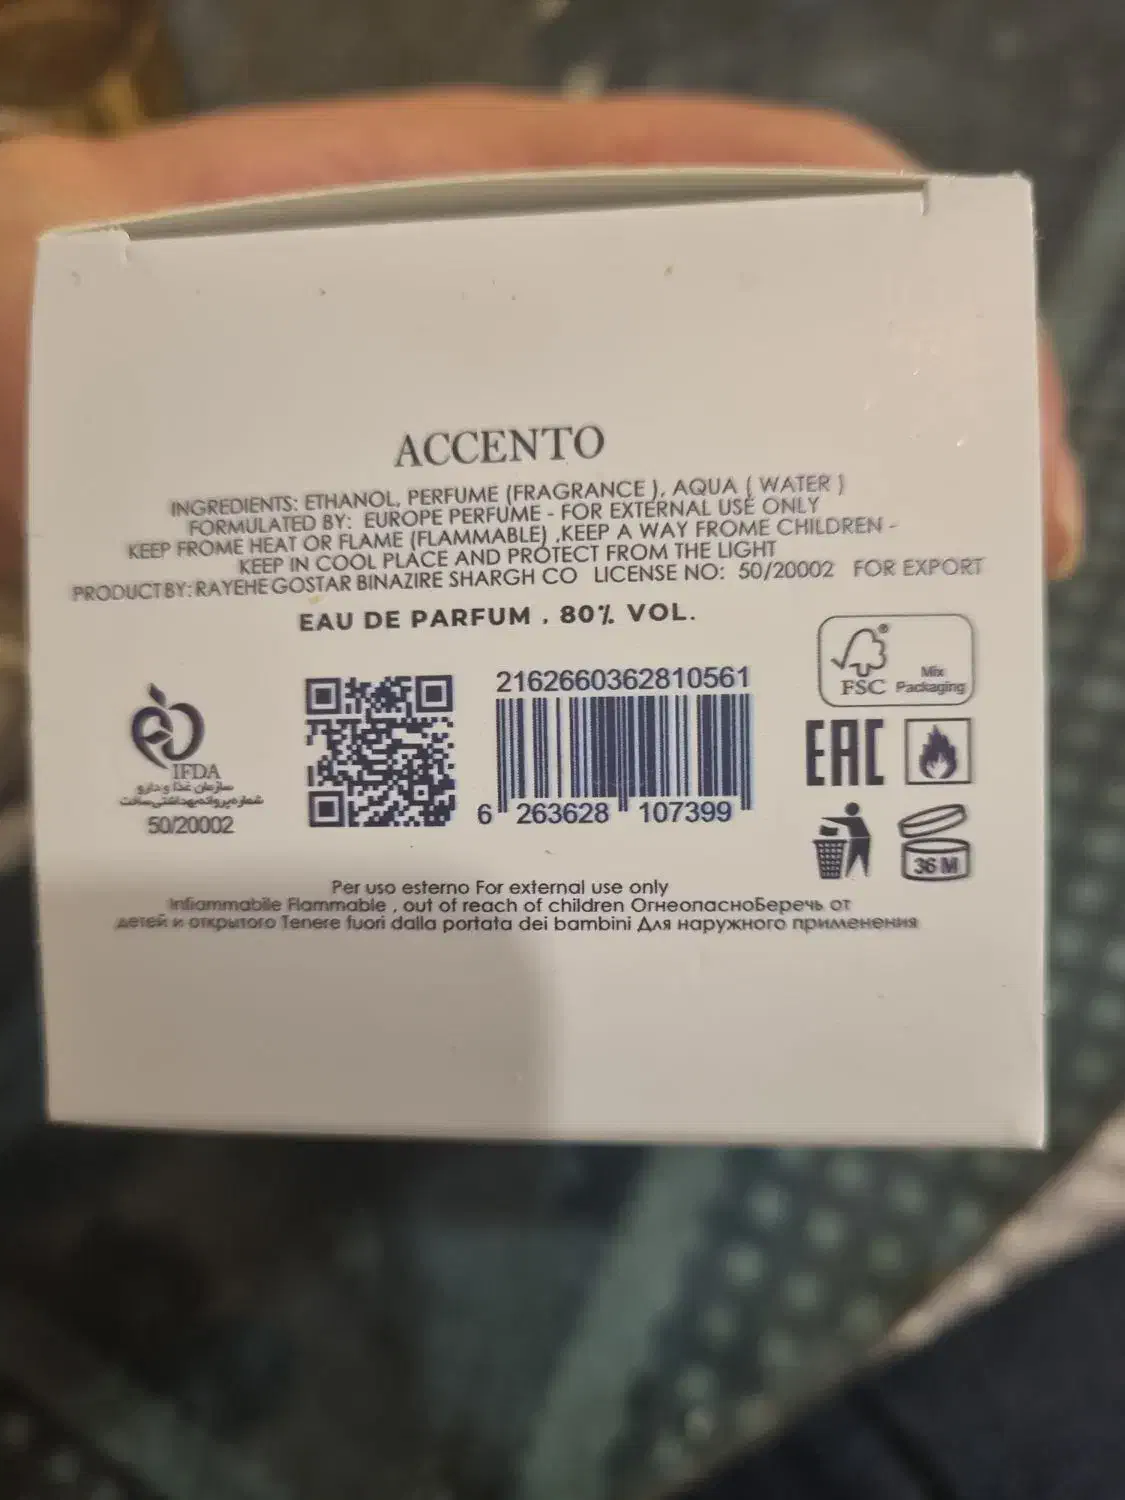 ACCENTO
INGREDIENTS: ETHANOL, PERFUME (FRAGRANCE ), AQUA ( WATER )
FORMULATED BY: EUROPE PERFUME - FOR EXTERNAL USE ONLY
KEEP FROME HEAT OR FLAME (FLAMMABLE) ,KEEP A WAY FROME CHILDREN -
KEEP IN COOL PLACE AND PROTECT FROM THE LIGHT
PRODUCT BY: RAYEHE GOSTAR BINAZIRE SHARGH CO LICENSE NO: 50/20002 FOR EXPORT
EAU DE PARFUM . 80% VOL.
Mix
FSC Packaging
2162660362810561
EAC
IFDA
سازمان غذا و دارو
شماره پروانه بهداشتی ساخت
50/20002
6 263628 107399
36 M
Per uso esterno For external use only
Infiammabile Flammable , out of reach of children ОгнеопасноБеречь от
детей и открытого Tenere fuori dalla portata dei bambini Для наружного применения